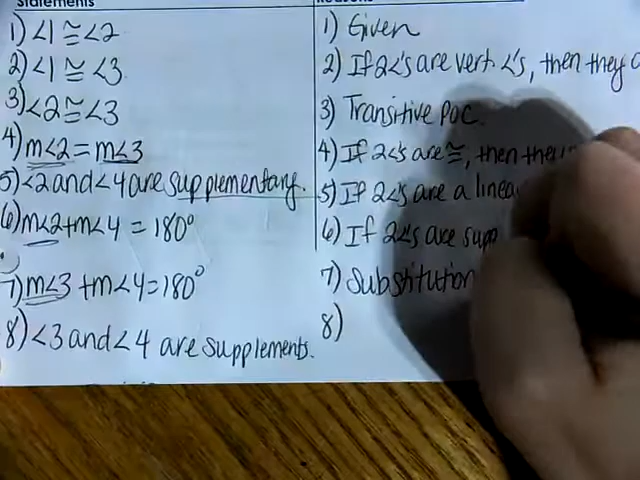 Statements
Reasons
1) <1 ≅ <2
1) Given
2) <1 ≅ <3
2) If 2<'s are vert. <'s, then they
3) <2 ≅ <3
3) Transitive POC.
4) m<2 = m<3
4) If 2<'s are ≅, then
5) <2 and <4 are supplementary.
5) If 2<'s are a
6) m<2 + m<4 = 180°
6) If 2<'s are
7) m<3 + m<4 = 180°
7) Substitution
8) <3 and <4 are supplements.
8)